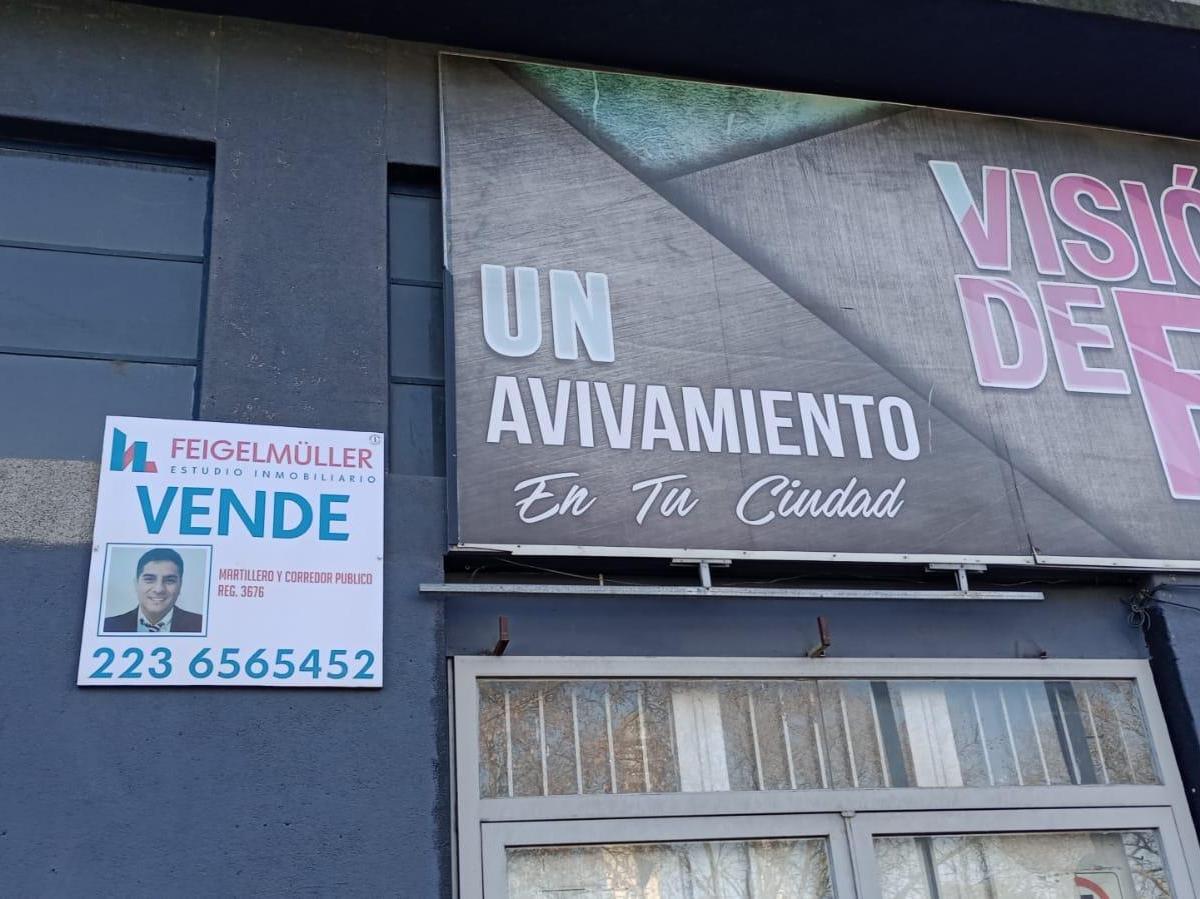 FEIGELMÜLLER
ESTUDIO INMOBILIARIO
VENDE
MARTILLERO Y CORREDOR PUBLICO
REG. 3676
223 6565452
UN
AVIVAMIENTO
En Tu Ciudad
VISIÓ
DE F